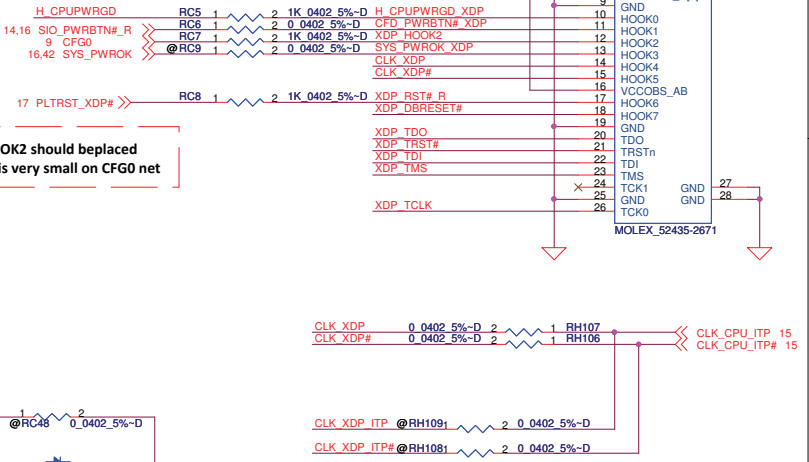 9 GND
H_CPUPWRGD RC5 1 2 1K_0402_5%~D H_CPUPWRGD_XDP 10 HOOK0
14,16 SIO_PWRBTN#_R RC6 1 2 0_0402_5%~D CFD_PWRBTN#_XDP 11 HOOK1
9 CFG0 RC7 1 2 1K_0402_5%~D XDP_HOOK2 12 HOOK2
16,42 SYS_PWROK @RC9 1 2 0_0402_5%~D SYS_PWROK_XDP 13 HOOK3
CLK_XDP 14 HOOK4
CLK_XDP# 15 HOOK5
16 VCCOBS_AB
17 PLTRST_XDP# RC8 1 2 1K_0402_5%~D XDP_RST#_R 17 HOOK6
XDP_DBRESET# 18 HOOK7
19 GND
XDP_TDO 20 TDO
XDP_TRST# 21 TRSTn
XDP_TDI 22 TDI
XDP_TMS 23 TMS
24 TCK1 GND 27
25 GND GND 28
XDP_TCLK 26 TCK0
MOLEX_52435-2671
OK2 should beplaced
is very small on CFG0 net
CLK_XDP 0_0402_5%~D 2 1 RH107 CLK_CPU_ITP 15
CLK_XDP# 0_0402_5%~D 2 1 RH106 CLK_CPU_ITP# 15
1 2
@RC48 0_0402_5%~D
CLK_XDP_ITP @RH109 1 2 0_0402_5%~D
CLK_XDP_ITP# @RH108 1 2 0_0402_5%~D